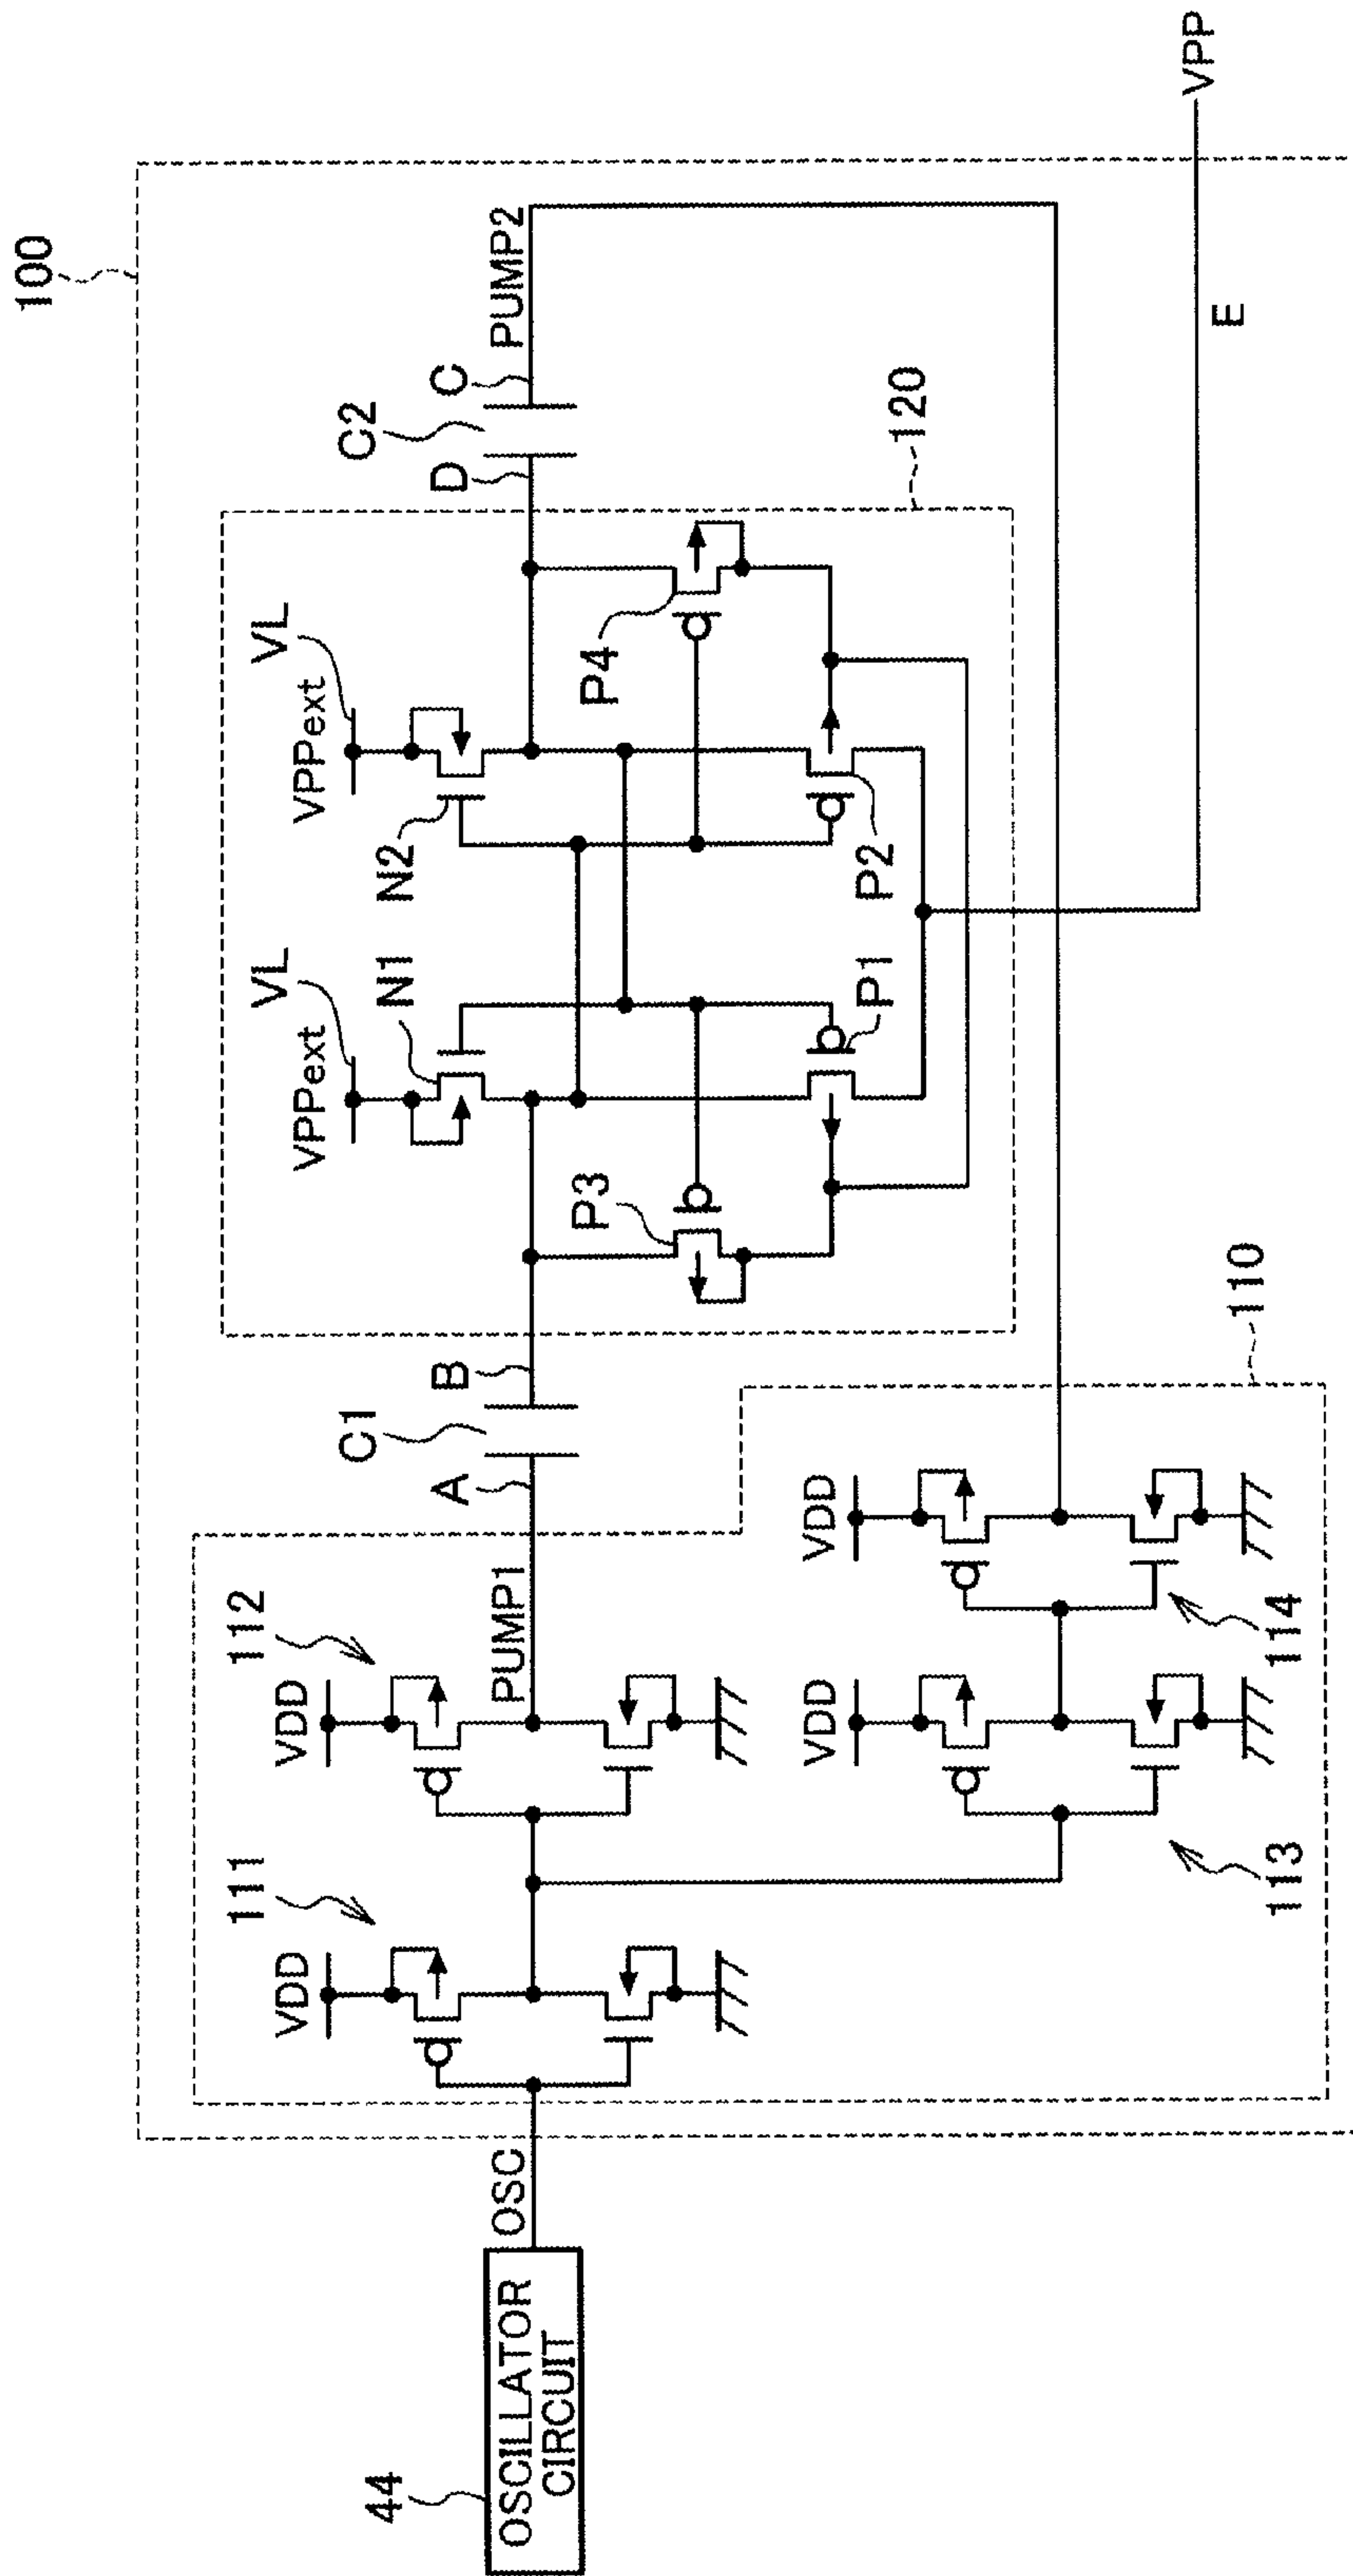 100
VPP
E
PUMP2
C
C2
D
120
VL
VPPext
N2
P4
P2
VL
VPPext
N1
P1
P3
B
C1
A
110
PUMP1
112
VDD
111
VDD
VDD
114
VDD
113
OSC
44
OSCILLATOR
CIRCUIT